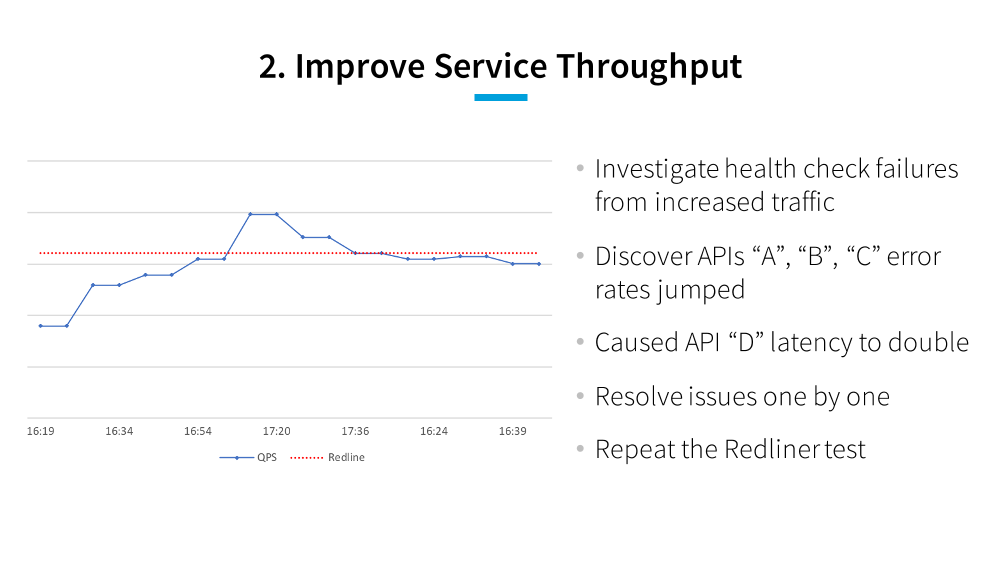 2. Improve Service Throughput
16:19 16:34 16:54 17:20 17:36 16:24 16:39
QPS Redline
• Investigate health check failures
from increased traffic
• Discover APIs “A”, “B”, “C” error
rates jumped
• Caused API “D” latency to double
• Resolve issues one by one
• Repeat the Redliner test